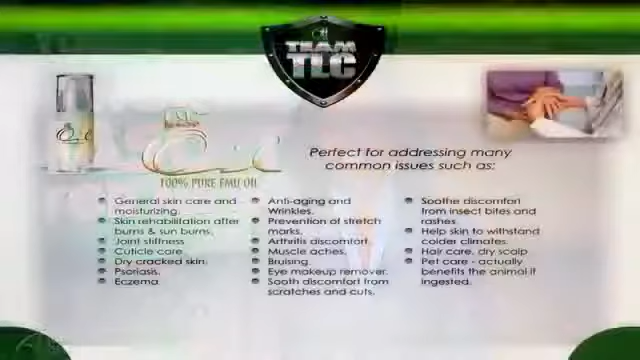 TEAM
TLC
Oil
Oil
100% PURE EMU OIL
Perfect for addressing many
common issues such as:
General skin care and
moisturizing.
Skin rehabilitation after
burns & sun burns.
Joint stiffness
Cuticle care
Dry cracked skin.
Psoriasis.
Eczema
Anti-aging and
Wrinkles.
Prevention of stretch
marks.
Arthritis discomfort
Muscle aches.
Bruising.
Eye makeup remover.
Sooth discomfort from
scratches and cuts.
Soothe discomfort
from insect bites and
rashes.
Help skin to withstand
colder climates.
Hair care, dry scalp
Pet care - actually
benefits the animal if
ingested.